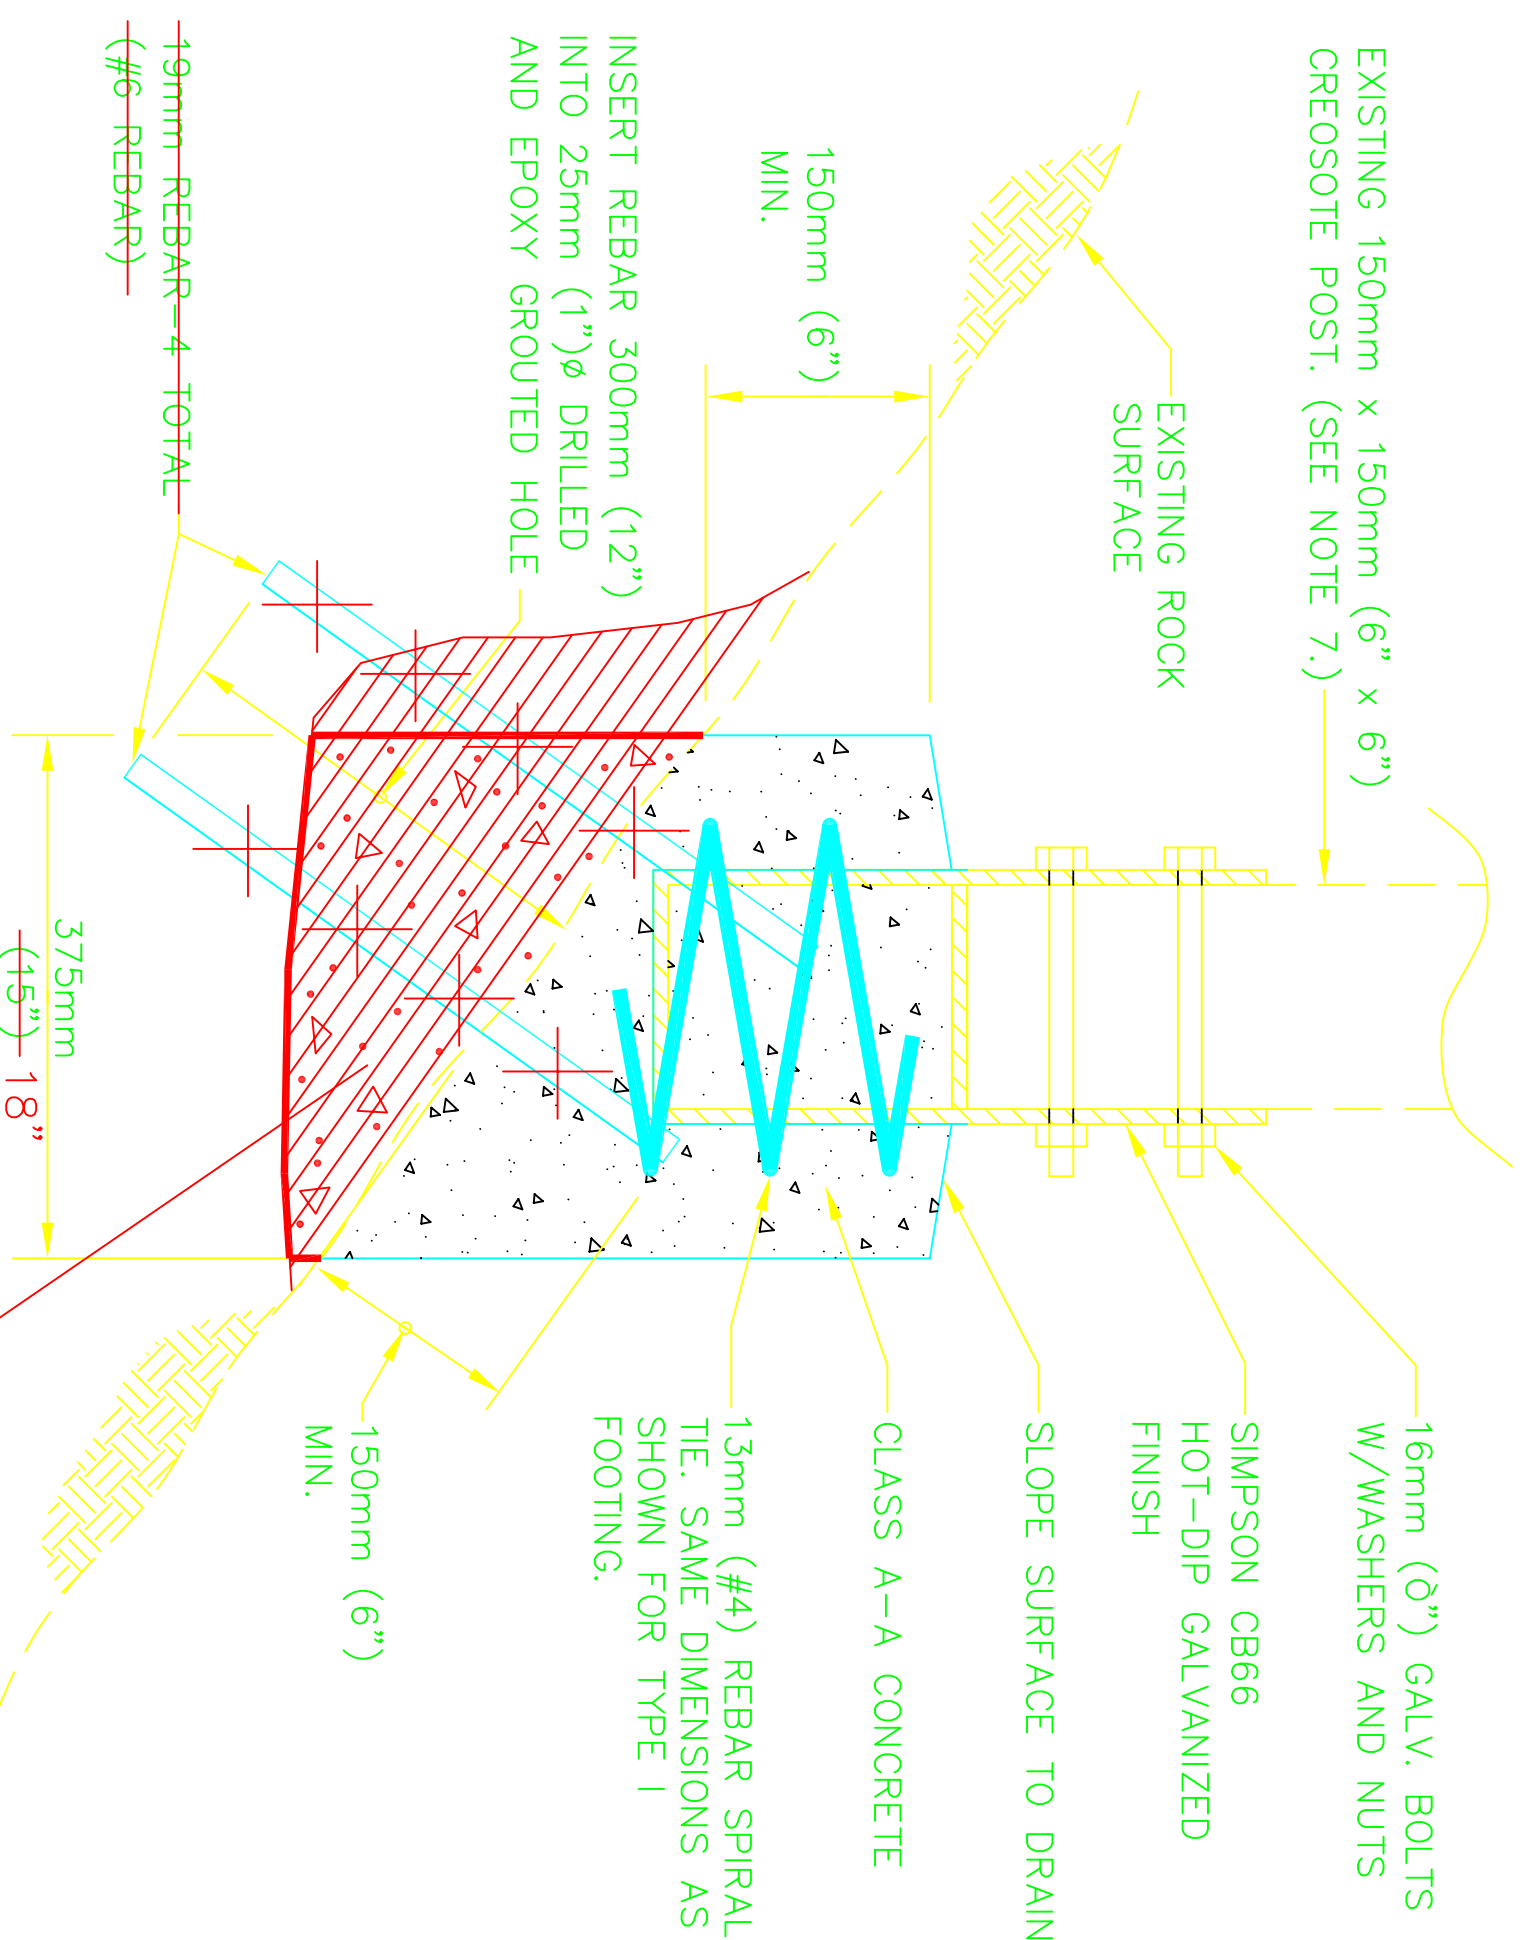 EXISTING 150mm x 150mm (6” x 6”)
CREOSOTE POST. (SEE NOTE 7.)
EXISTING ROCK
SURFACE
150mm (6”)
MIN.
INSERT REBAR 300mm (12”)
INTO 25mm (1”)Ø DRILLED
AND EPOXY GROUTED HOLE
19mm REBAR-4 TOTAL
(#6 REBAR)
16mm (Õ”) GALV. BOLTS
W/WASHERS AND NUTS
SIMPSON CB66
HOT-DIP GALVANIZED
FINISH
SLOPE SURFACE TO DRAIN
CLASS A-A CONCRETE
13mm (#4) REBAR SPIRAL
TIE. SAME DIMENSIONS AS
SHOWN FOR TYPE I
FOOTING.
150mm (6”)
MIN.
375mm
(15”) 18”